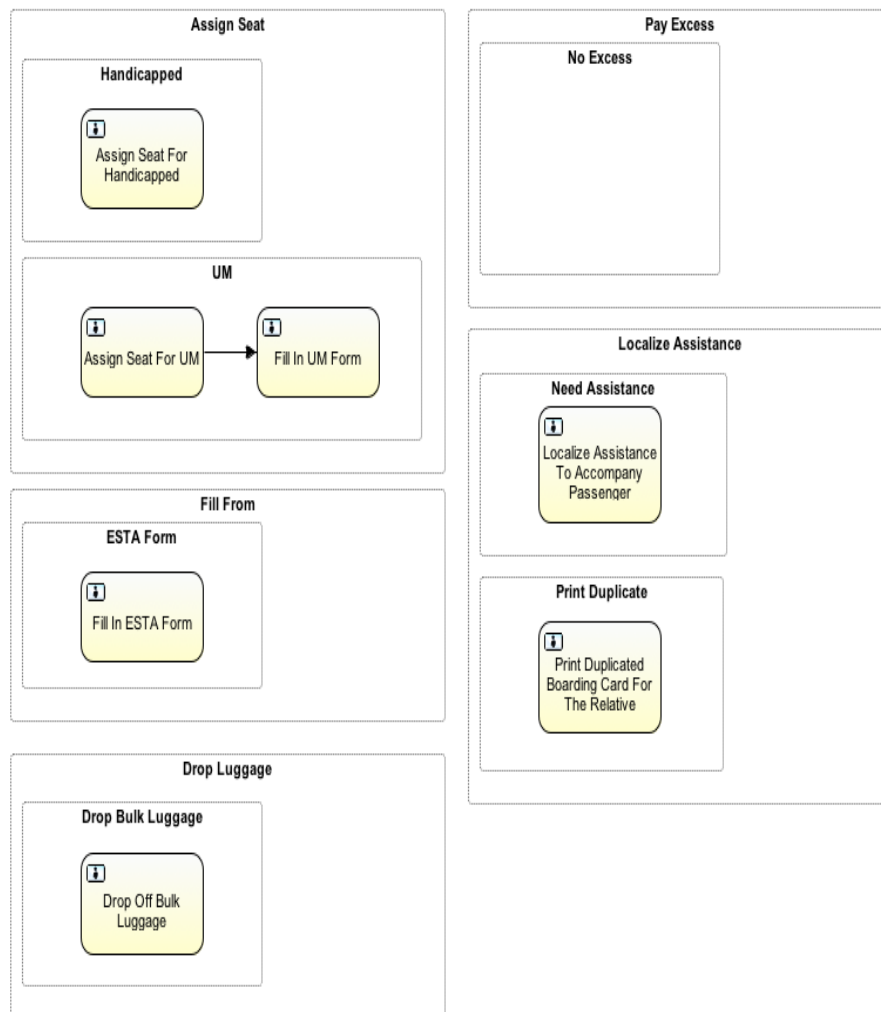 Assign Seat
Handicapped
Assign Seat For
Handicapped
UM
Assign Seat For UM
Fill In UM Form
Fill From
ESTA Form
Fill In ESTA Form
Drop Luggage
Drop Bulk Luggage
Drop Off Bulk
Luggage
Pay Excess
No Excess
Localize Assistance
Need Assistance
Localize Assistance
To Accompany
Passenger
Print Duplicate
Print Duplicated
Boarding Card For
The Relative